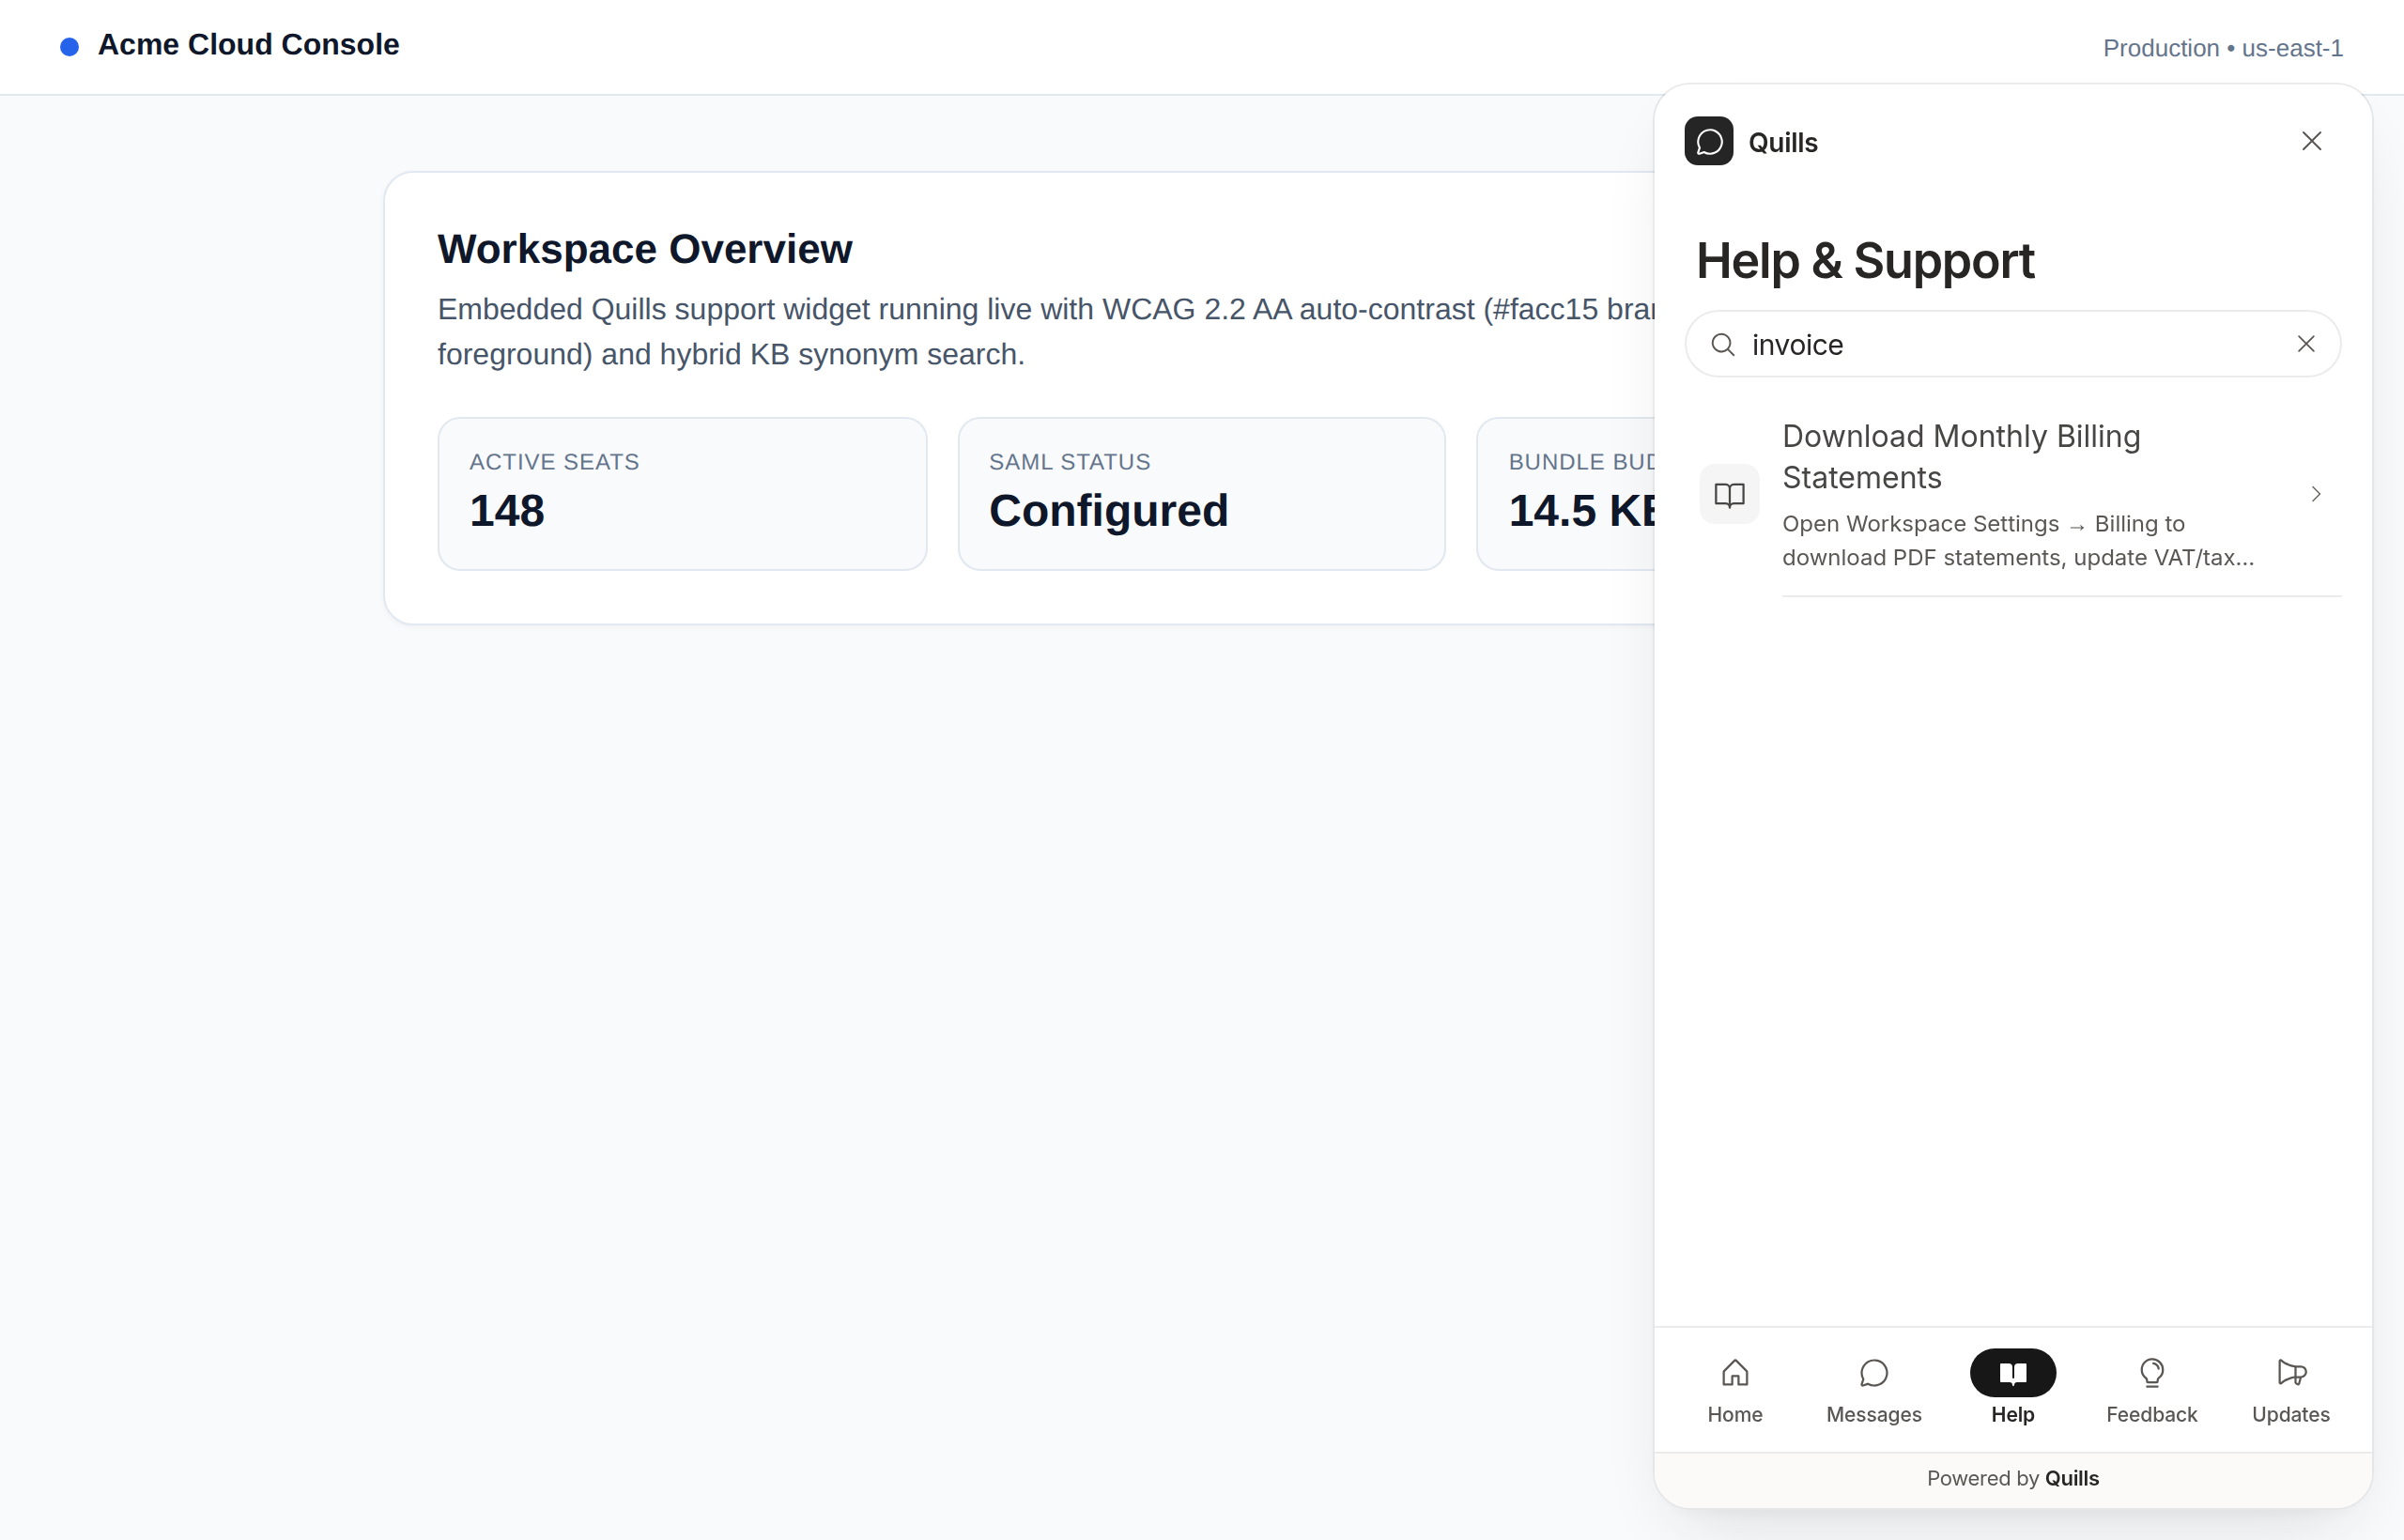 Acme Cloud Console
Production • us-east-1
Workspace Overview
Embedded Quills support widget running live with WCAG 2.2 AA auto-contrast (#facc15
foreground) and hybrid KB synonym search.
ACTIVE SEATS
148
SAML STATUS
Configured
BUNDLE
14.5
Quills
Help & Support
invoice
Download Monthly Billing
Statements
Open Workspace Settings → Billing to
download PDF statements, update VAT/tax...
Home
Messages
Help
Feedback
Updates
Powered by Quills